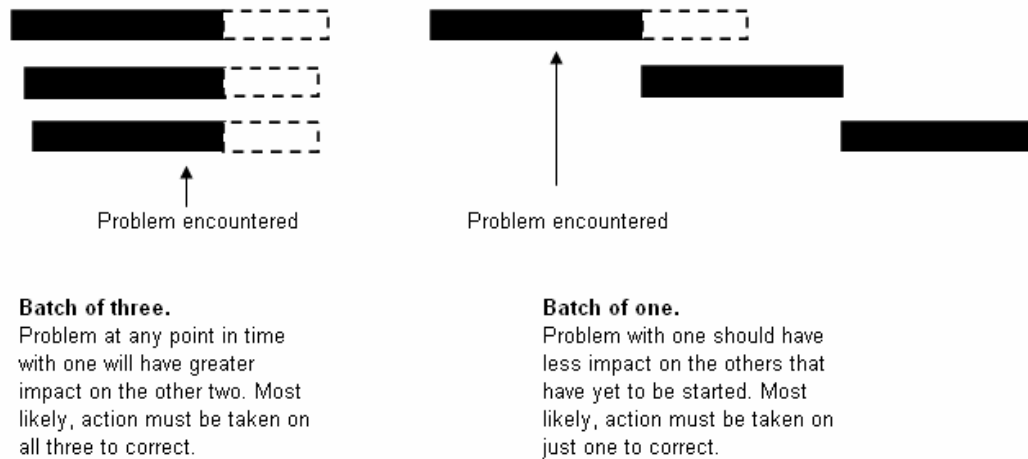 Problem encountered
Problem encountered
Batch of three.
Problem at any point in time
with one will have greater
impact on the other two. Most
likely, action must be taken on
all three to correct.
Batch of one.
Problem with one should have
less impact on the others that
have yet to be started. Most
likely, action must be taken on
just one to correct.